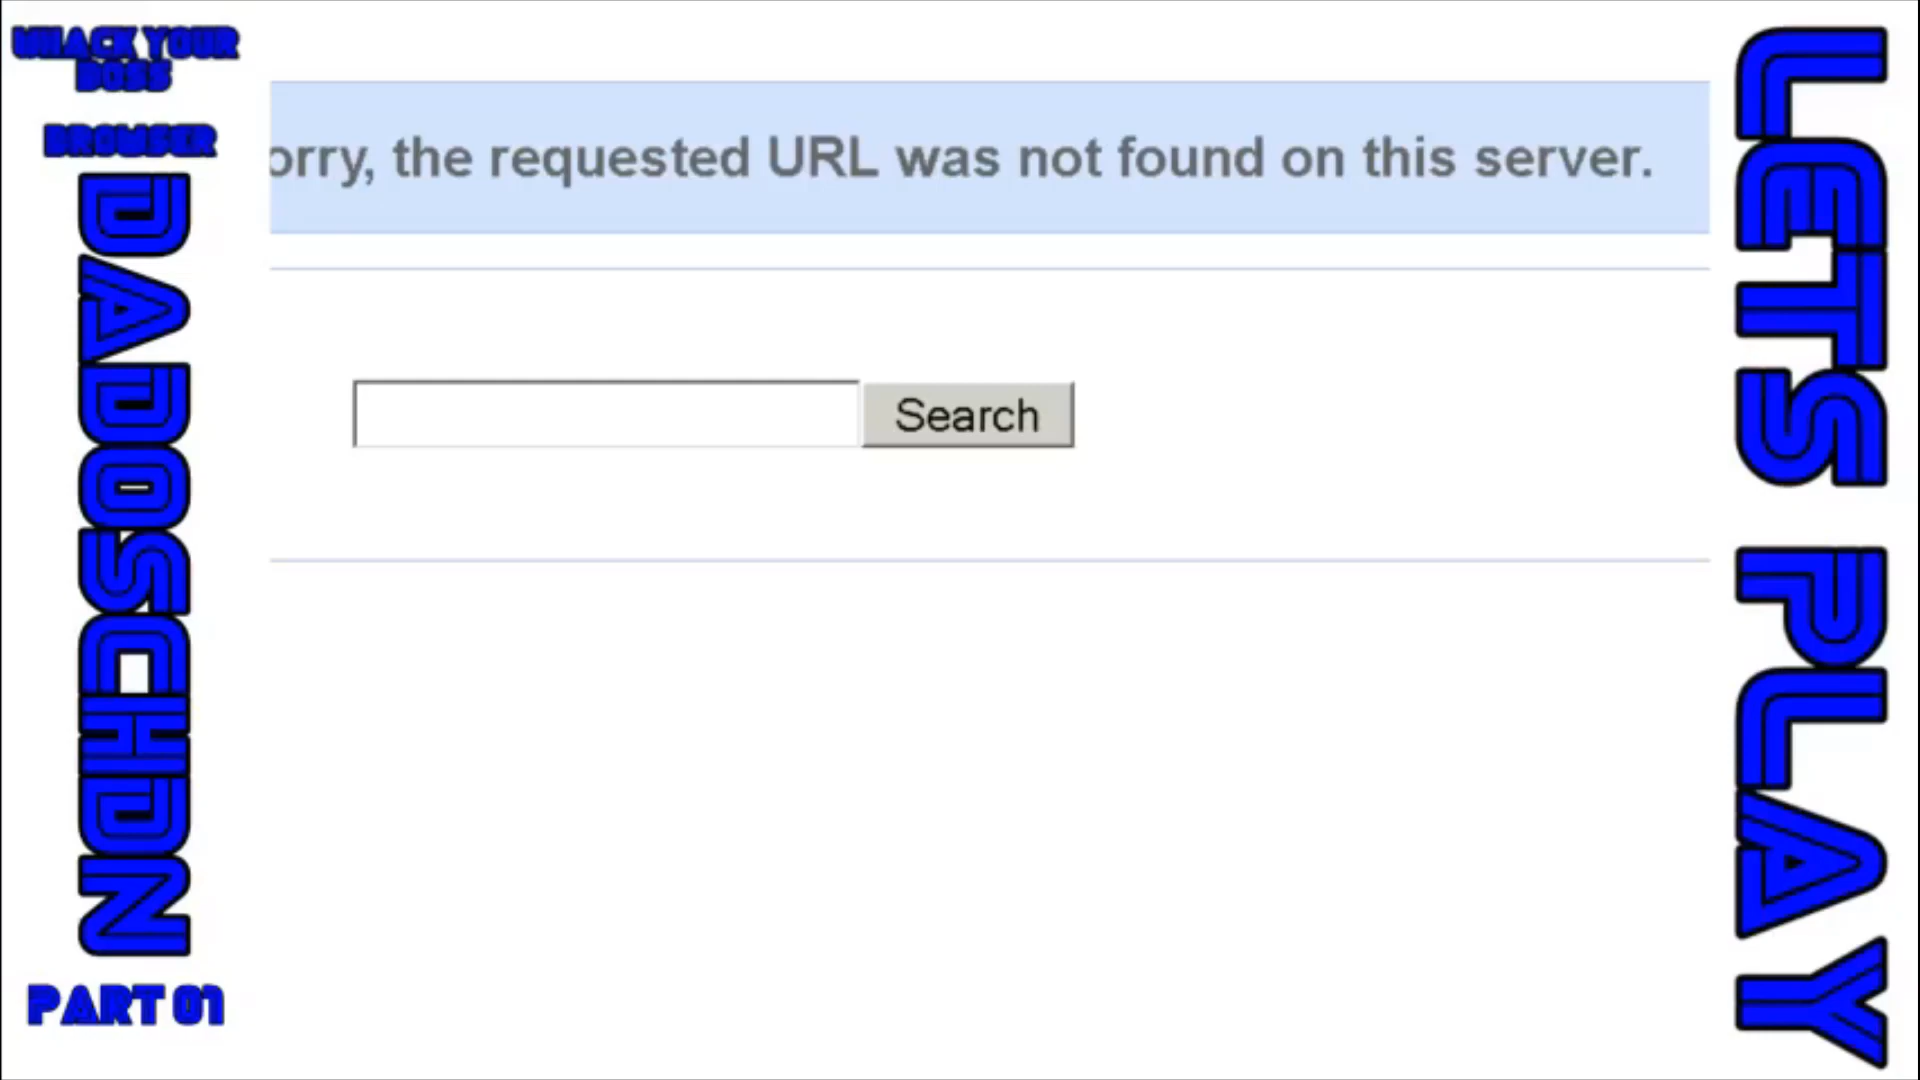 WHACK YOUR
BOSS
BROWSER
DADOSCHDN
PART 01
orry, the requested URL was not found on this server.
Search
LETS PLAY